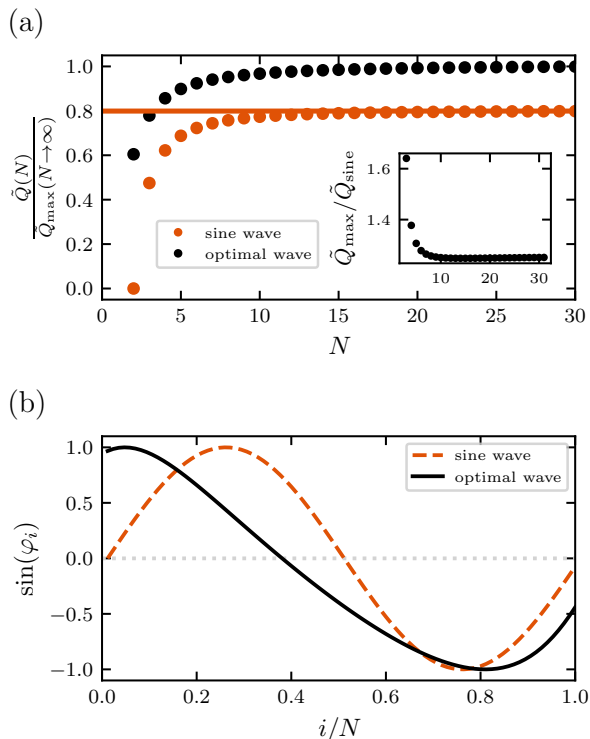 (a)
Q̃(N)
Q̃max(N→∞)
1.0
0.8
0.6
0.4
0.2
0.0
sine wave
optimal wave
Q̃max/Q̃sine
1.6
1.4
10 20 30
0 5 10 15 20 25 30
N
(b)
sin(φi)
1.0
0.5
0.0
−0.5
−1.0
sine wave
optimal wave
0.0 0.2 0.4 0.6 0.8 1.0
i/N